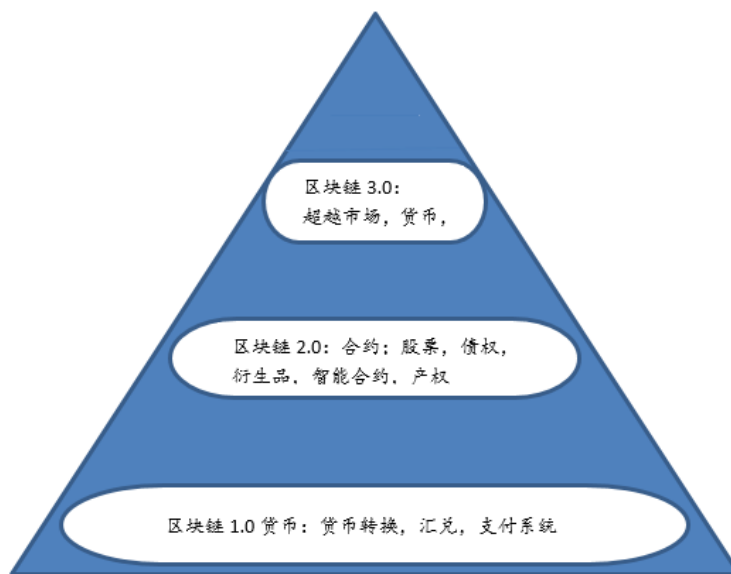 区块链 3.0：
超越市场，货币，
区块链 2.0：合约；股票，债权，
衍生品，智能合约，产权
区块链 1.0 货币：货币转换，汇兑，支付系统